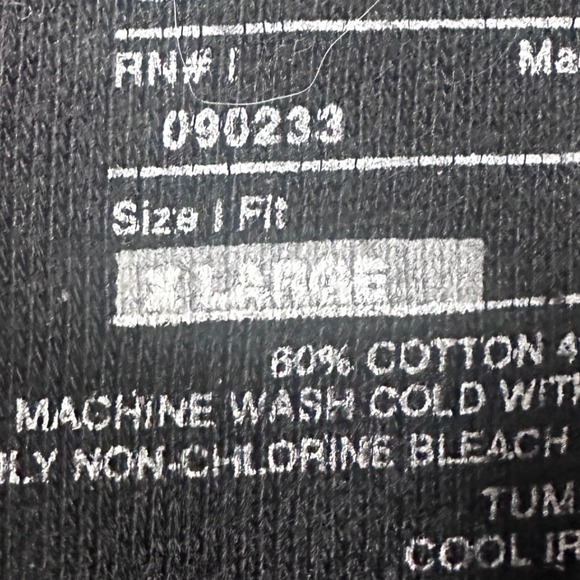 RN# | Ma
090233
Size | Fit
LARGE
60% COTTON 4
MACHINE WASH COLD WIT
LY NON-CHLORINE BLEACH
TUM
COOL IR